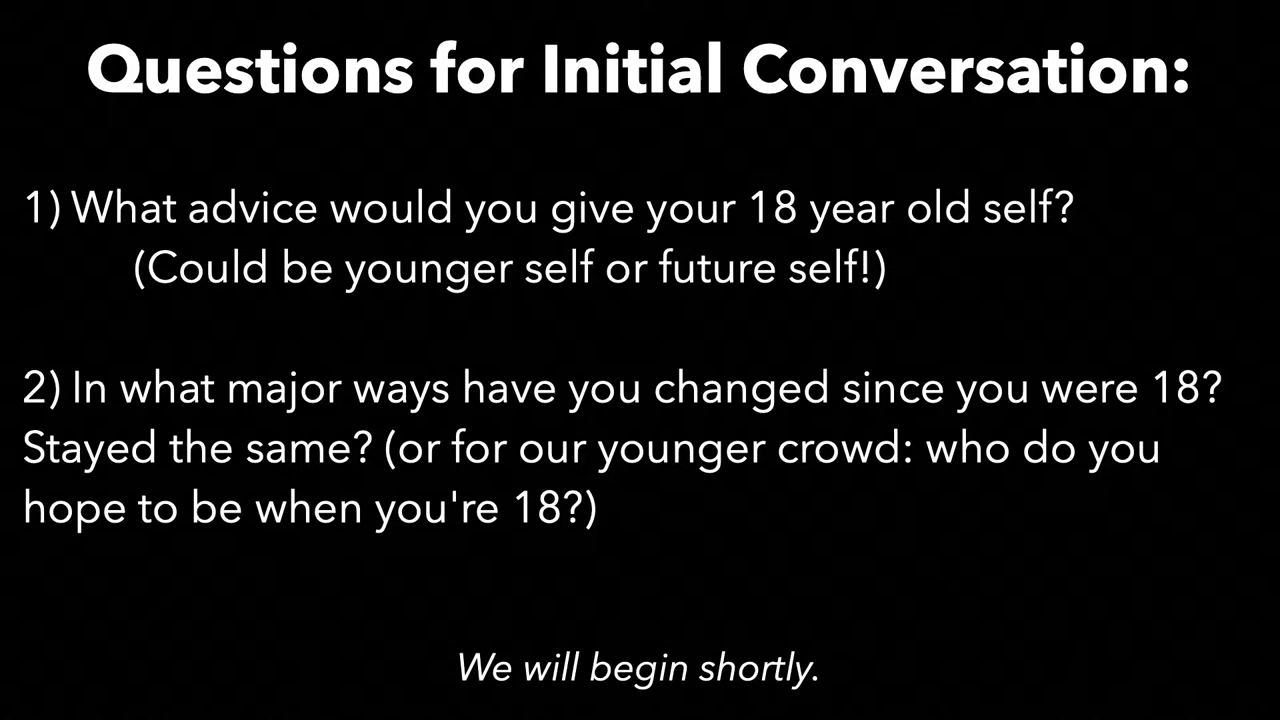 Questions for Initial Conversation:
1) What advice would you give your 18 year old self?
(Could be younger self or future self!)
2) In what major ways have you changed since you were 18?
Stayed the same? (or for our younger crowd: who do you
hope to be when you're 18?)
We will begin shortly.